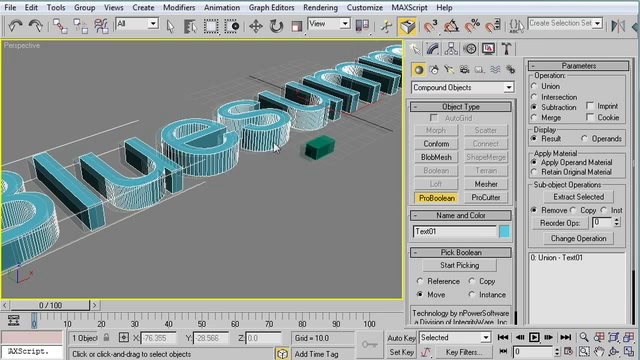 File Edit Tools Group Views Create Modifiers Animation Graph Editors Rendering Customize MAXScript Help
All
View
Create Selection Set
Perspective
Bluesumm
Compound Objects
Object Type
AutoGrid
Morph Scatter
Conform Connect
BlobMesh ShapeMerge
Boolean Terrain
Loft Mesher
ProBoolean ProCutter
Name and Color
Text01
Pick Boolean
Start Picking
Reference Copy
Move Instance
Technology by nPowerSoftware
a Division of IntegrityWare, Inc
Parameters
Operation:
Union
Intersection
Subtraction Imprint
Merge Cookie
Display
Result Operands
Apply Material
Apply Operand Material
Retain Original Material
Sub-object Operations
Extract Selected
Remove Copy Inst
Reorder Ops: 0
Change Operation
0: Union - Text01
0 / 100
0 10 20 30 40 50 60 70 80 90 100
AXScript.
1 Object
X: -76.355 Y: -28.566 Z: 0.0
Grid = 10.0
Click or click-and-drag to select objects
Add Time Tag
Auto Key
Selected
Set Key
Key Filters...
0